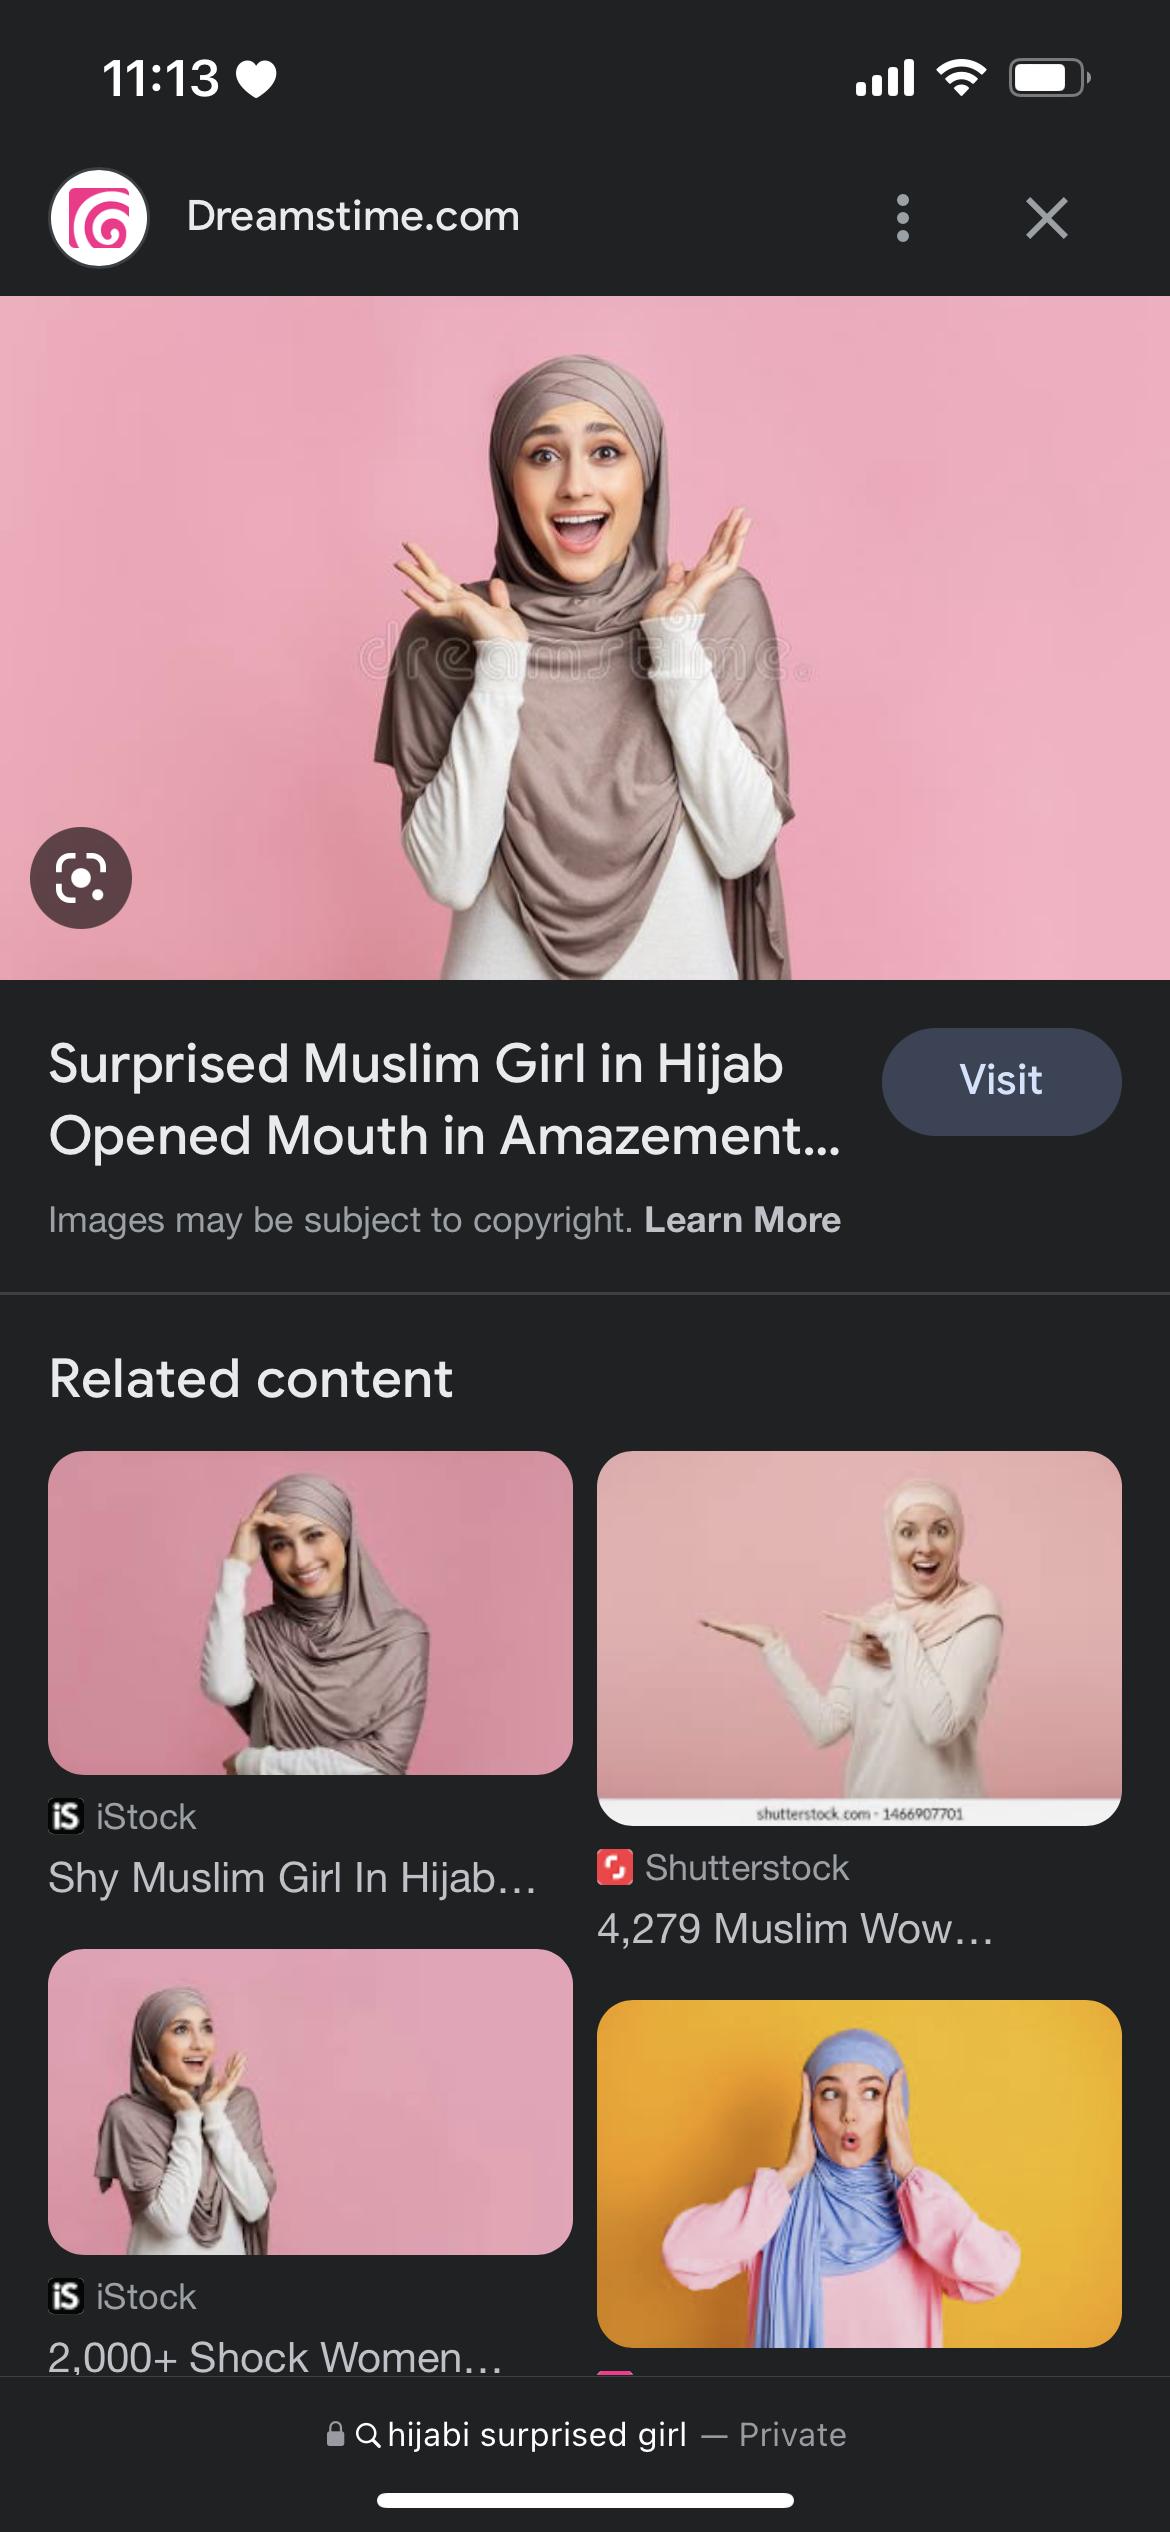 11:13
Dreamstime.com
dreamstime.
Surprised Muslim Girl in Hijab
Opened Mouth in Amazement...
Visit
Images may be subject to copyright. Learn More
Related content
iS iStock
Shy Muslim Girl In Hijab...
shutterstock.com · 1466907701
Shutterstock
4,279 Muslim Wow...
iS iStock
2,000+ Shock Women...
hijabi surprised girl — Private